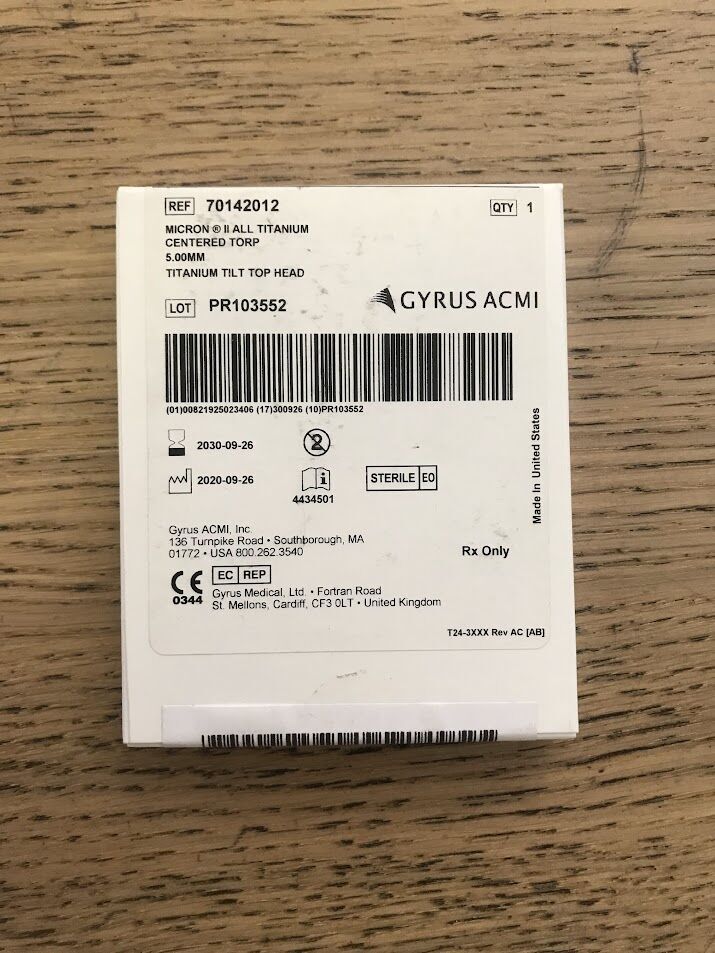 REF 70142012
QTY 1
MICRON ® II ALL TITANIUM
CENTERED TORP
5.00MM
TITANIUM TILT TOP HEAD
LOT PR103552
GYRUS ACMI
(01)00821925023406 (17)300926 (10)PR103552
2030-09-26
2
2020-09-26
i
4434501
STERILE EO
Made In United States
Gyrus ACMI, Inc.
136 Turnpike Road • Southborough, MA
01772 • USA 800.262.3540
Rx Only
CE
0344
EC REP
Gyrus Medical, Ltd. • Fortran Road
St. Mellons, Cardiff, CF3 0LT • United Kingdom
T24-3XXX Rev AC [AB]